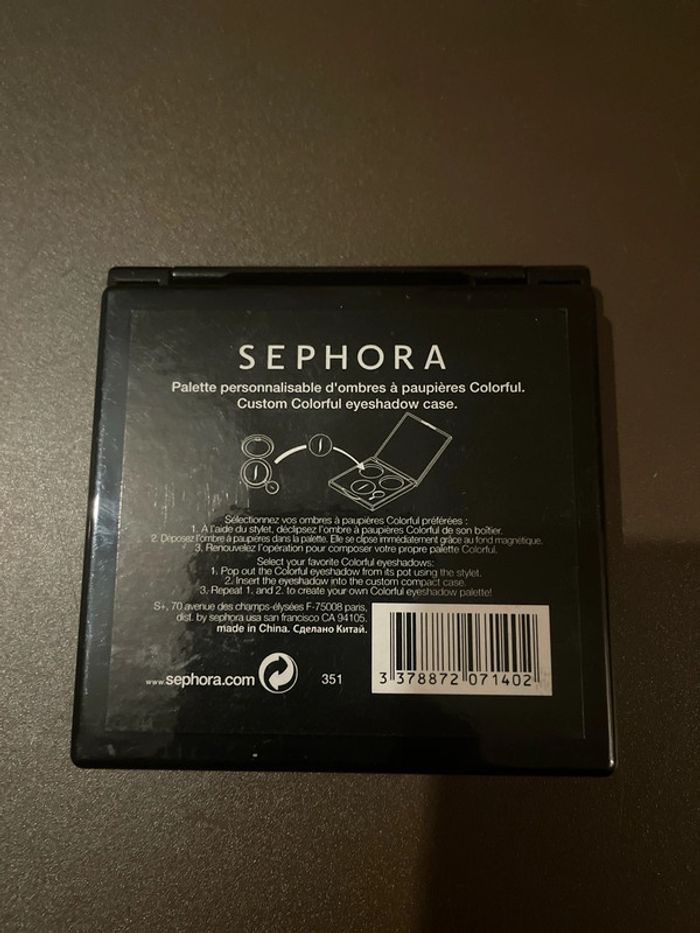 SEPHORA
Palette personnalisable d'ombres à paupières Colorful.
Custom Colorful eyeshadow case.
Sélectionnez vos ombres à paupières Colorful préférées :
1. A l'aide du stylet, déclipsez l'ombre à paupières Colorful de son boîtier.
2. Déposez l'ombre à paupières dans la palette. Elle se clipse immédiatement grâce au fond magnétique.
3. Renouvelez l'opération pour composer votre propre palette Colorful.
Select your favorite Colorful eyeshadows:
1. Pop out the Colorful eyeshadow from its pot using the stylet.
2. Insert the eyeshadow into the custom compact case.
3. Repeat 1. and 2. to create your own Colorful eyeshadow palette!
S+, 70 avenue des champs-élysées F-75008 paris,
dist. by sephora usa san francisco CA 94105.
made in China. Сделано Китай.
www.sephora.com
351
3 378872 071402